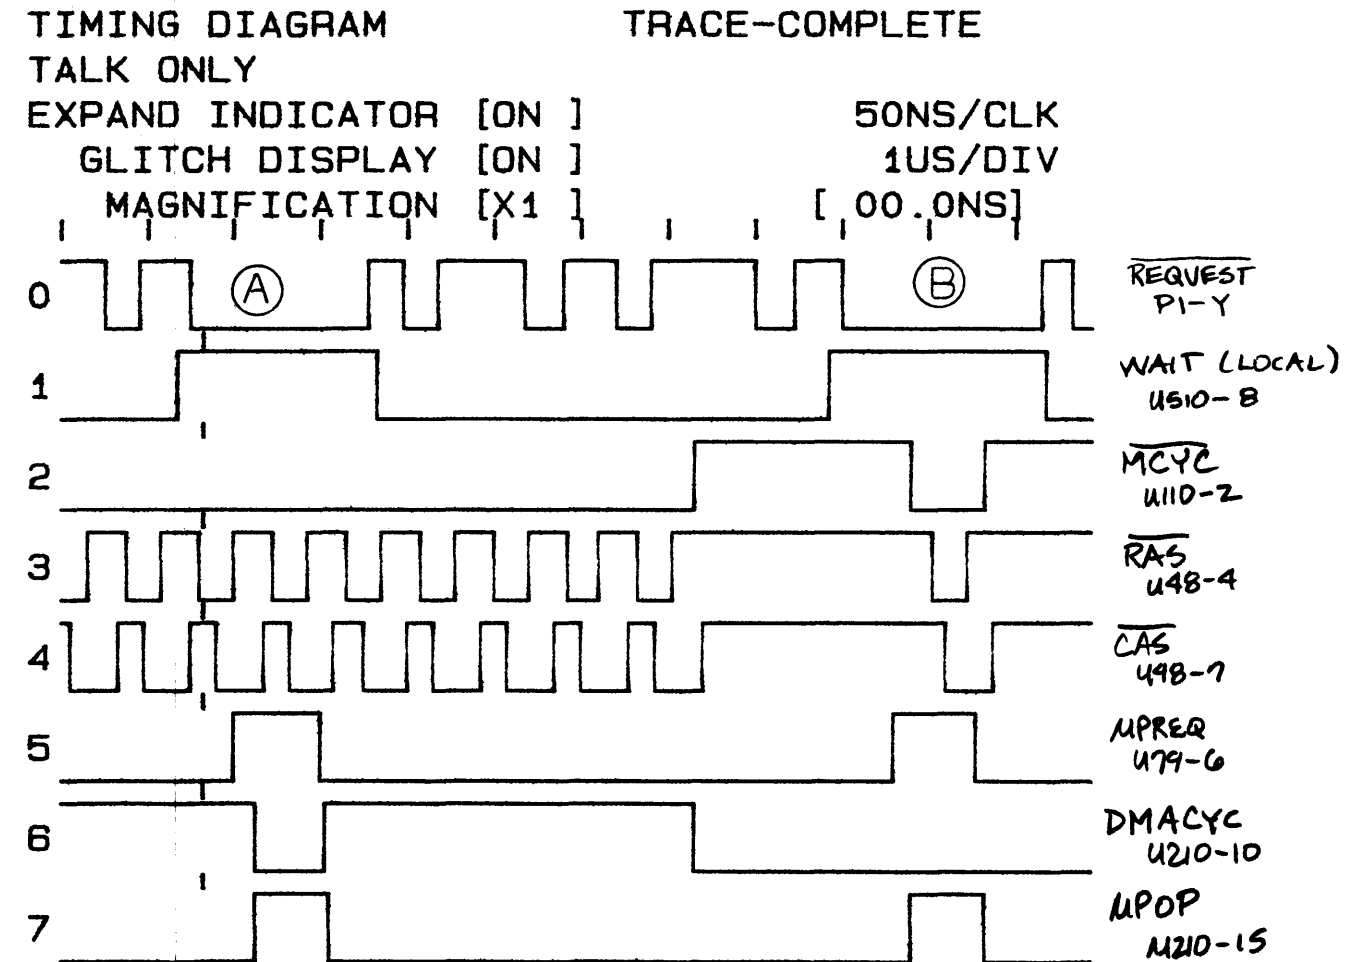 TIMING DIAGRAM TRACE-COMPLETE
TALK ONLY
EXPAND INDICATOR [ON ] 50NS/CLK
GLITCH DISPLAY [ON ] 1US/DIV
MAGNIFICATION [X1 ] [ 00.0NS]
0 A B REQUEST
P1-Y
1 WAIT (LOCAL)
U510-8
2 MCYC
U110-2
3 RAS
U48-4
4 CAS
U48-7
5 MPREQ
U79-6
6 DMACYC
U210-10
7 MPOP
U210-15